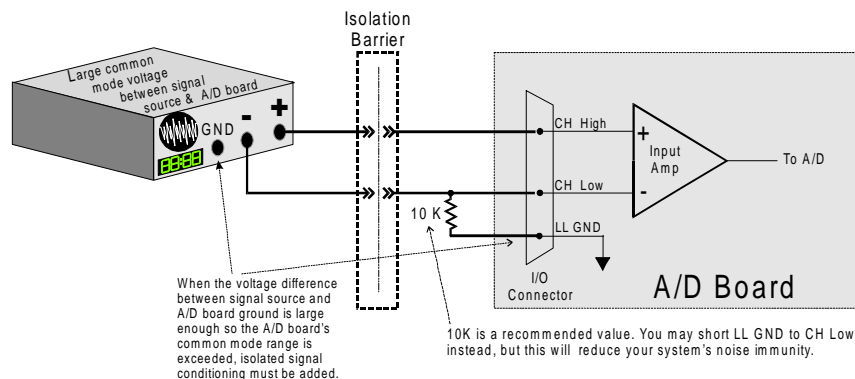 Isolation
Barrier
Large common
mode voltage
between signal
source & A/D board
GND
-
+
88:88
CH High
+
Input
Amp
To A/D
CH Low
-
10 K
LL GND
I/O
Connector
A/D Board
When the voltage difference
between signal source and
A/D board ground is large
enough so the A/D board's
common mode range is
exceeded, isolated signal
conditioning must be added.
10K is a recommended value. You may short LL GND to CH Low
instead, but this will reduce your system's noise immunity.